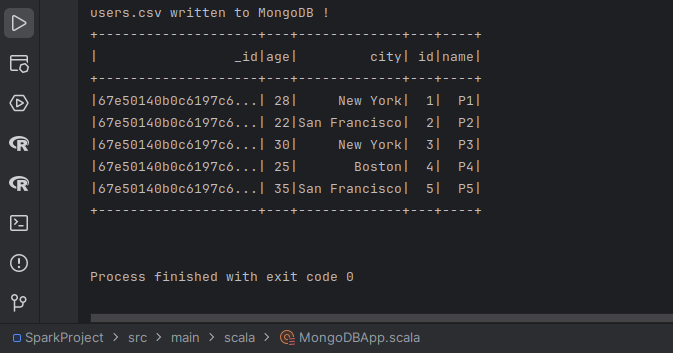 users.csv written to MongoDB !
+--------------------+---+-------------+---+----+
|                 _id|age|         city| id|name|
+--------------------+---+-------------+---+----+
|67e50140b0c6197c6...| 28|     New York|  1|  P1|
|67e50140b0c6197c6...| 22|San Francisco|  2|  P2|
|67e50140b0c6197c6...| 30|     New York|  3|  P3|
|67e50140b0c6197c6...| 25|       Boston|  4|  P4|
|67e50140b0c6197c6...| 35|San Francisco|  5|  P5|
+--------------------+---+-------------+---+----+
Process finished with exit code 0
SparkProject > src > main > scala > MongoDBApp.scala